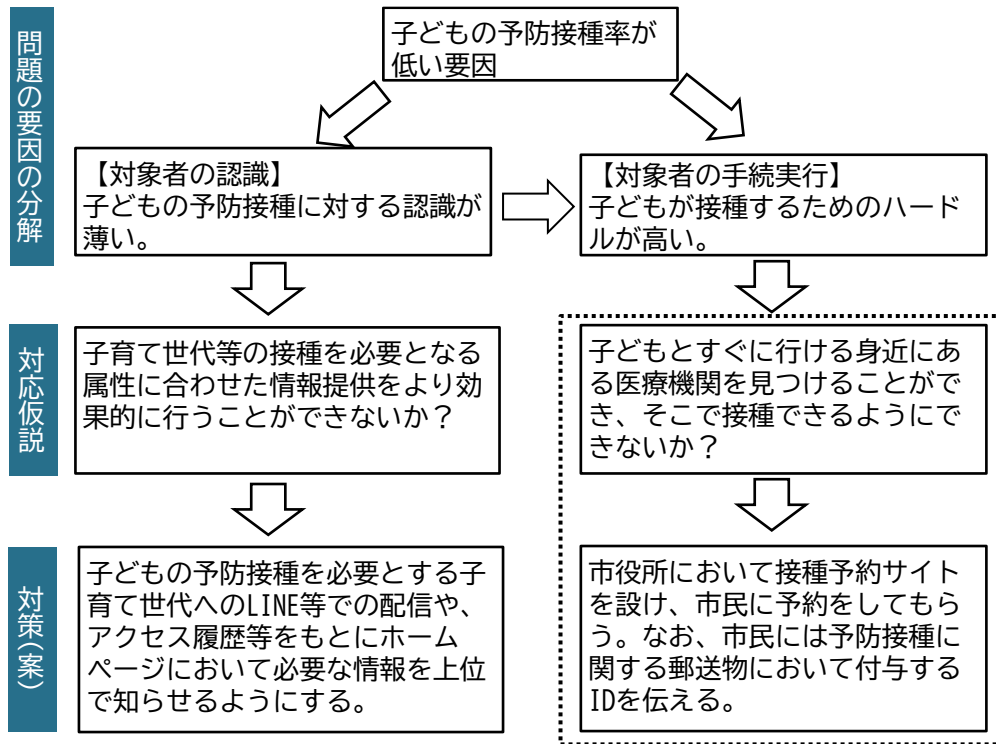 問題の要因の分解
子どもの予防接種率が
低い要因
【対象者の認識】
子どもの予防接種に対する認識が
薄い。
【対象者の手続実行】
子どもが接種するためのハード
ルが高い。
対応仮説
子育て世代等の接種を必要となる
属性に合わせた情報提供をより効
果的に行うことができないか？
子どもとすぐに行ける身近にあ
る医療機関を見つけることがで
き、そこで接種できるようにで
きないか？
対策（案）
子どもの予防接種を必要とする子
育て世代へのLINE等での配信や、
アクセス履歴等をもとにホーム
ページにおいて必要な情報を上位
で知らせるようにする。
市役所において接種予約サイト
を設け、市民に予約をしてもら
う。なお、市民には予防接種に
関する郵送物において付与する
IDを伝える。